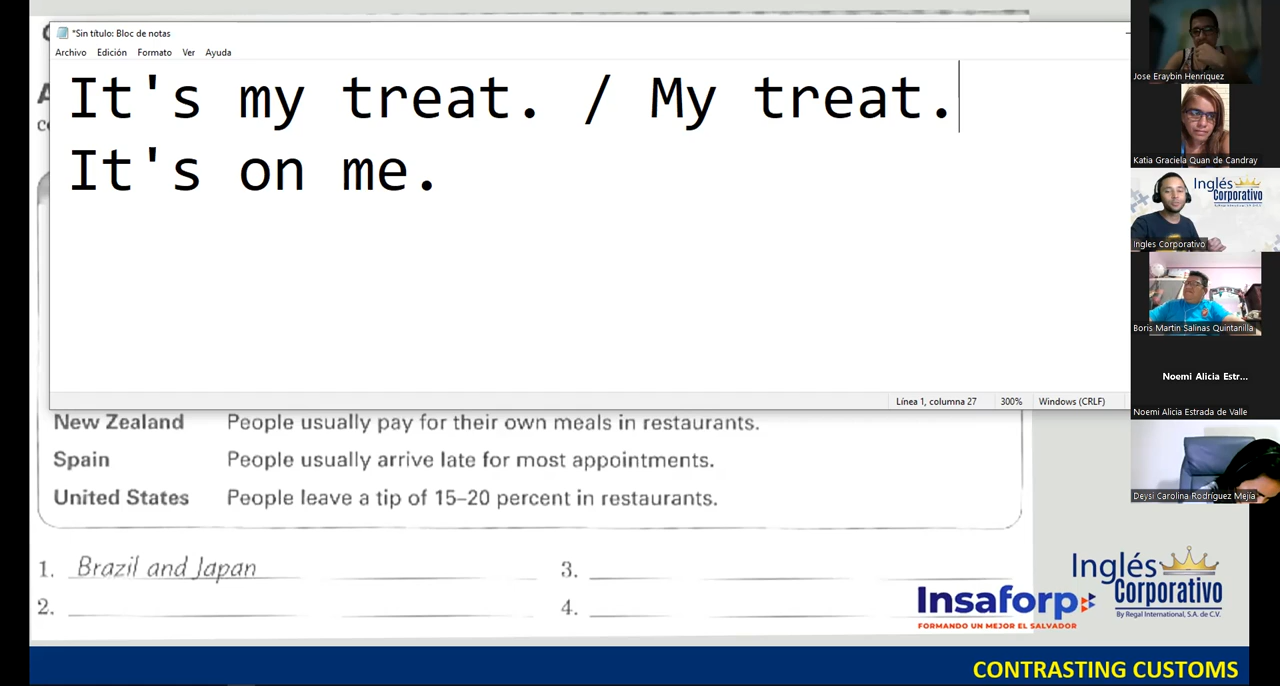 *Sin título: Bloc de notas
Archivo Edición Formato Ver Ayuda
It's my treat. / My treat.
It's on me.
Línea 1, columna 27 300% Windows (CRLF)
New Zealand People usually pay for their own meals in restaurants.
Spain People usually arrive late for most appointments.
United States People leave a tip of 15–20 percent in restaurants.
1. Brazil and Japan 3.
2. 4.
Insaforp
FORMANDO UN MEJOR EL SALVADOR
Inglés
Corporativo
By Regal International, S.A. de C.V.
CONTRASTING CUSTOMS
Jose Eraybin Henriquez
Katia Graciela Quan de Candray
Inglés
Corporativo
Ingles Corporativo
Boris Martin Salinas Quintanilla
Noemi Alicia Estr...
Noemi Alicia Estrada de Valle
Deysi Carolina Rodríguez Mejía